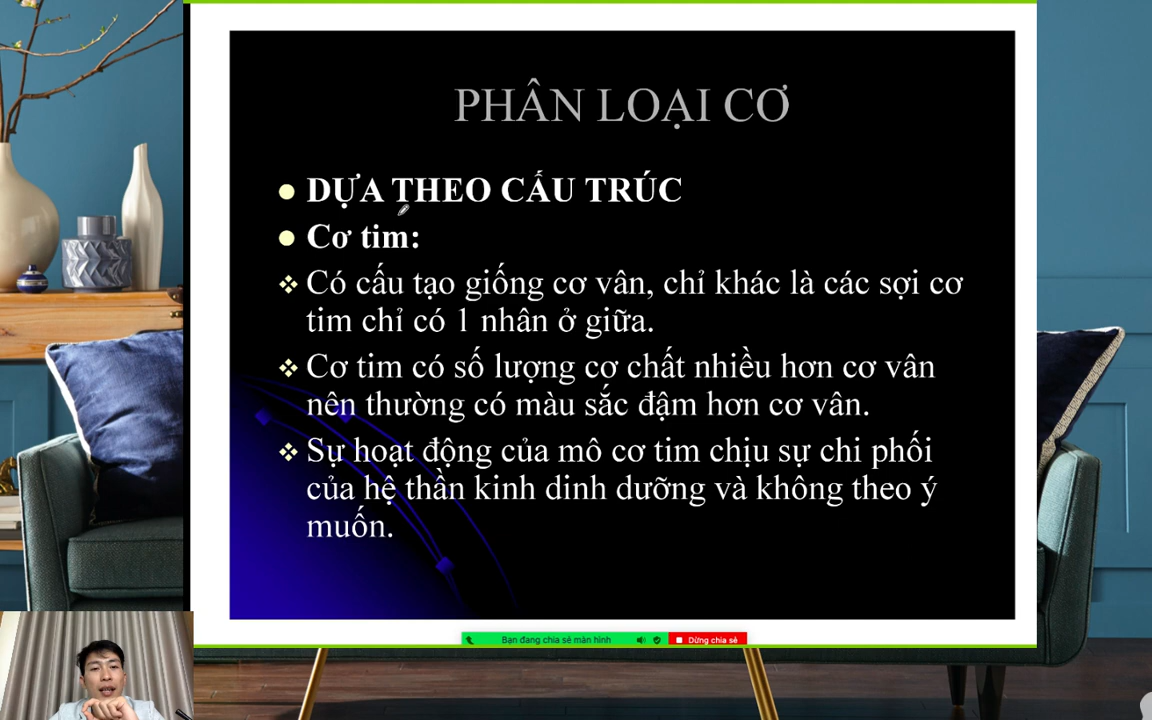 PHÂN LOẠI CƠ
DỰA THEO CẤU TRÚC
Cơ tim:
Có cấu tạo giống cơ vân, chỉ khác là các sợi cơ
tim chỉ có 1 nhân ở giữa.
Cơ tim có số lượng cơ chất nhiều hơn cơ vân
nên thường có màu sắc đậm hơn cơ vân.
Sự hoạt động của mô cơ tim chịu sự chi phối
của hệ thần kinh dinh dưỡng và không theo ý
muốn.
Bạn đang chia sẻ màn hình
Dừng chia sẻ